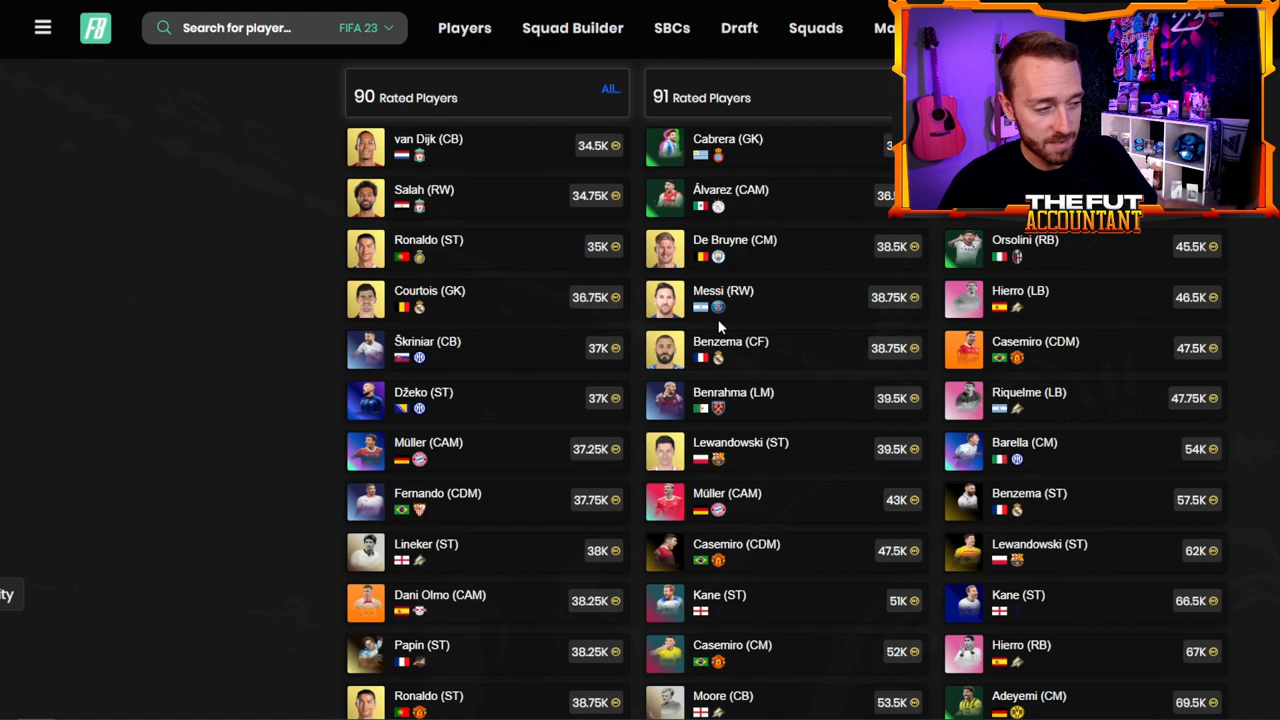 FB
Search for player...
FIFA 23
Players
Squad Builder
SBCs
Draft
Squads
THE FUT
ACCOUNTANT
90 Rated Players
All..
van Dijk (CB)
34.5K
Salah (RW)
34.75K
Ronaldo (ST)
35K
Courtois (GK)
36.75K
Škriniar (CB)
37K
Džeko (ST)
37K
Müller (CAM)
37.25K
Fernando (CDM)
37.75K
Lineker (ST)
38K
Dani Olmo (CAM)
38.25K
Papin (ST)
38.25K
Ronaldo (ST)
38.75K
91 Rated Players
Cabrera (GK)
Álvarez (CAM)
De Bruyne (CM)
38.5K
Messi (RW)
38.75K
Benzema (CF)
38.75K
Benrahma (LM)
39.5K
Lewandowski (ST)
39.5K
Müller (CAM)
43K
Casemiro (CDM)
47.5K
Kane (ST)
51K
Casemiro (CM)
52K
Moore (CB)
53.5K
Orsolini (RB)
45.5K
Hierro (LB)
46.5K
Casemiro (CDM)
47.5K
Riquelme (LB)
47.75K
Barella (CM)
54K
Benzema (ST)
57.5K
Lewandowski (ST)
62K
Kane (ST)
66.5K
Hierro (RB)
67K
Adeyemi (CM)
69.5K
ity